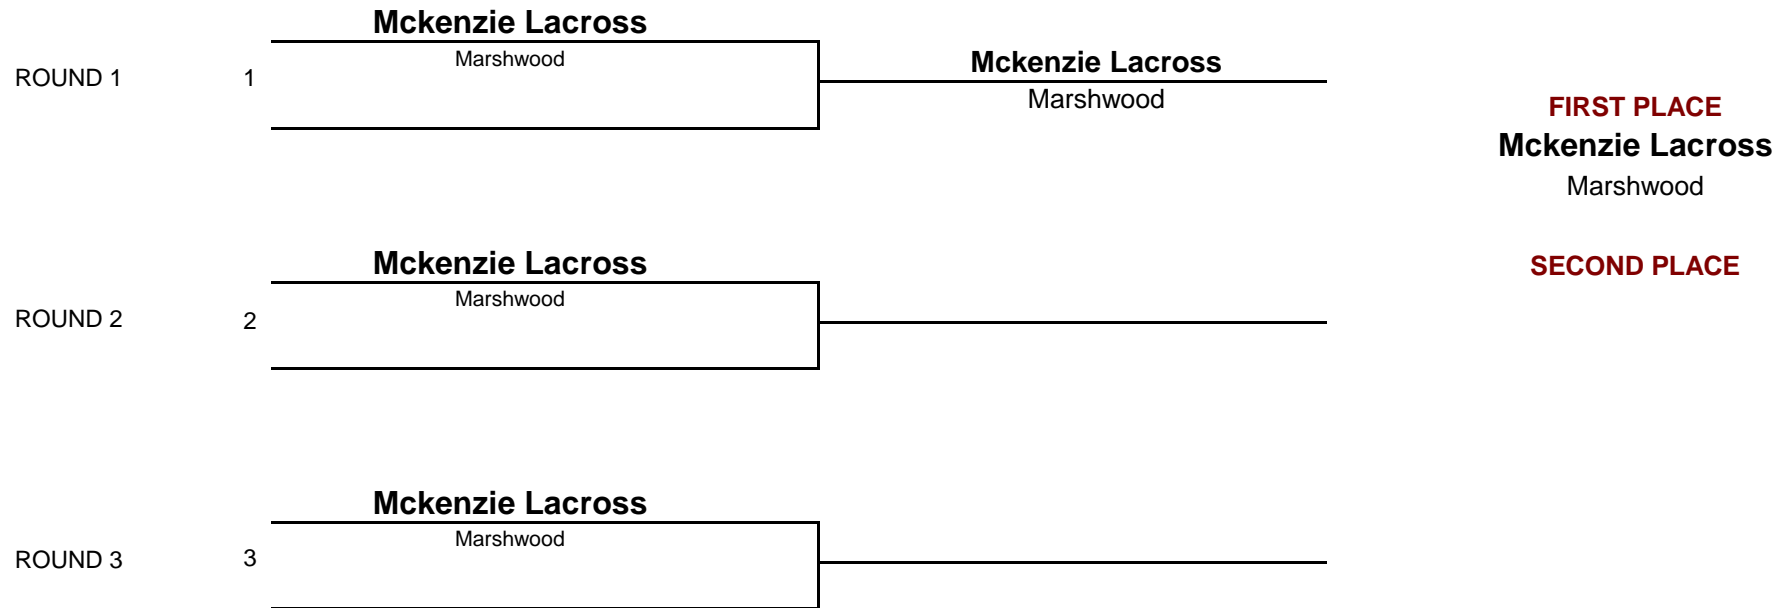 Mckenzie Lacross
Marshwood
ROUND 1
1
Mckenzie Lacross
Marshwood
FIRST PLACE
Mckenzie Lacross
Marshwood
Mckenzie Lacross
Marshwood
SECOND PLACE
ROUND 2
2
Mckenzie Lacross
Marshwood
ROUND 3
3